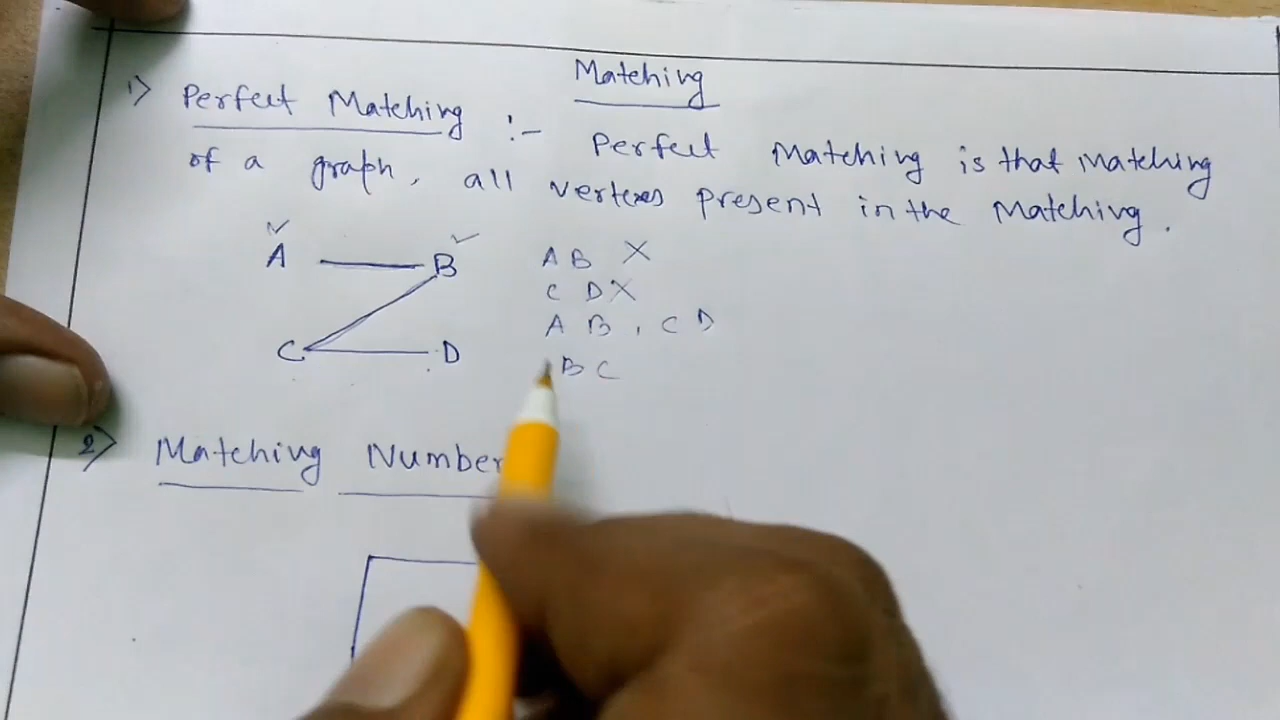 Matching
1) Perfect Matching :- Perfect Matching is that Matching
of a graph, all vertexes present in the Matching.
A B
C D
A B X
C D X
A B , C D
B C
2) Matching Number